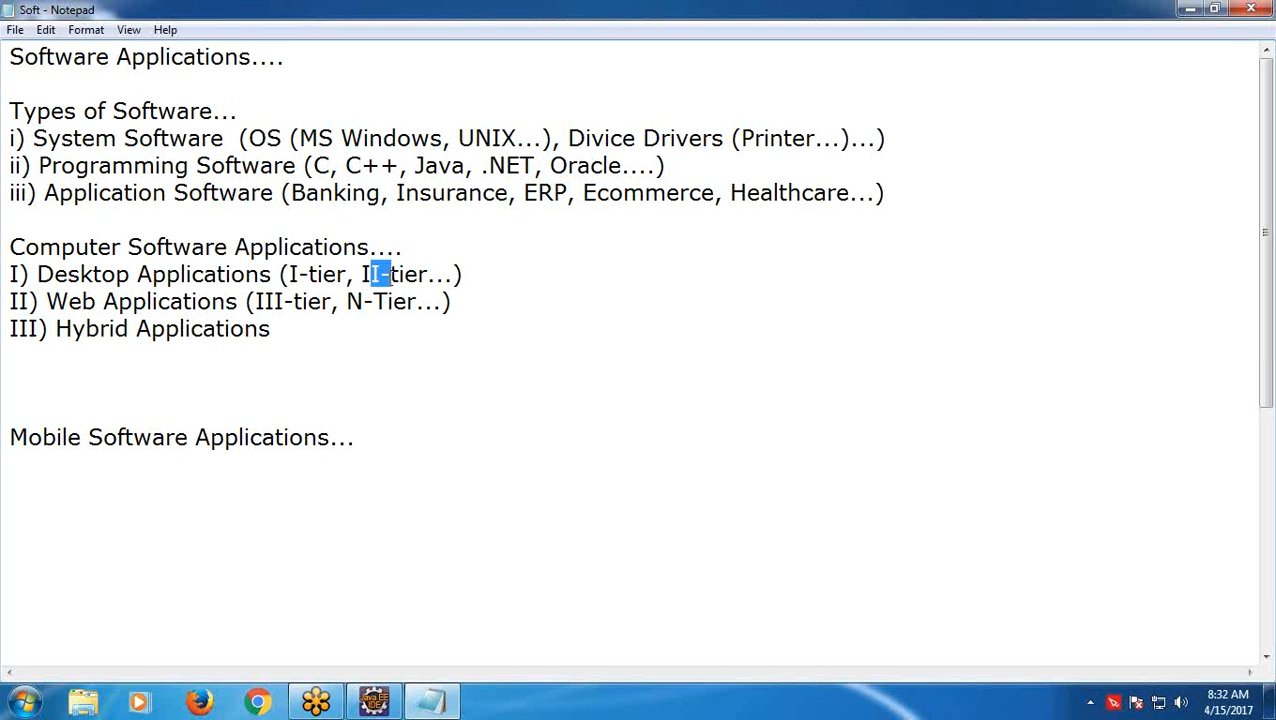 Soft - Notepad
File Edit Format View Help
Software Applications....
Types of Software...
i) System Software  (OS (MS Windows, UNIX...), Divice Drivers (Printer...)...)
ii) Programming Software (C, C++, Java, .NET, Oracle....)
iii) Application Software (Banking, Insurance, ERP, Ecommerce, Healthcare...)
Computer Software Applications....
I) Desktop Applications (I-tier, II-tier...)
II) Web Applications (III-tier, N-Tier...)
III) Hybrid Applications
Mobile Software Applications...
Java EE
IDE
8:32 AM
4/15/2017